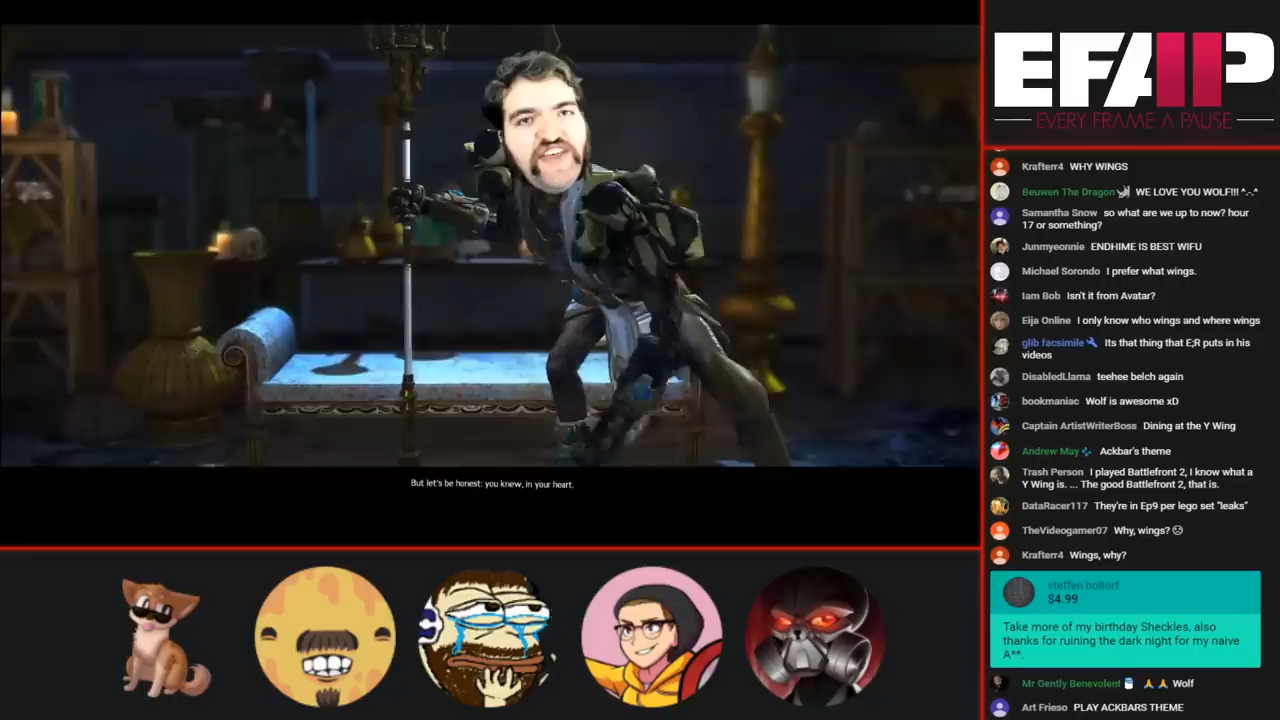 EFAP
EVERY FRAME A PAUSE
Krafterr4 WHY WINGS
Beuwen The Dragon WE LOVE YOU WOLF!!! ^.-.^
Samantha Snow so what are we up to now? hour
17 or something?
Junmyeonnie ENDHIME IS BEST WIFU
Michael Sorondo I prefer what wings.
Iam Bob Isn't it from Avatar?
Eija Online I only know who wings and where wings
glib facsimile Its that thing that E;R puts in his
videos
DisabledLlama teehee belch again
bookmaniac Wolf is awesome xD
Captain ArtistWriterBoss Dining at the Y Wing
Andrew May Ackbar's theme
Trash Person I played Battlefront 2, I know what a
Y Wing is. ... The good Battlefront 2, that is.
DataRacer117 They're in Ep9 per lego set "leaks"
TheVideogamer07 Why, wings? ☹
Krafterr4 Wings, why?
steffen holtorf
$4.99
Take more of my birthday Sheckles, also
thanks for ruining the dark night for my naive
A**.
Mr Gently Benevolent 🙏 🙏 Wolf
Art Frieso PLAY ACKBARS THEME
But let's be honest: you knew, in your heart.